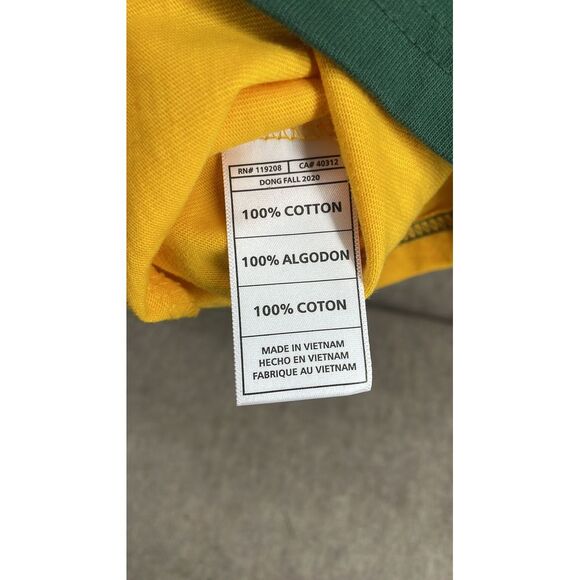 RN# 119208 CA# 40312
DONG FALL 2020
100% COTTON
100% ALGODON
100% COTON
MADE IN VIETNAM
HECHO EN VIETNAM
FABRIQUE AU VIETNAM